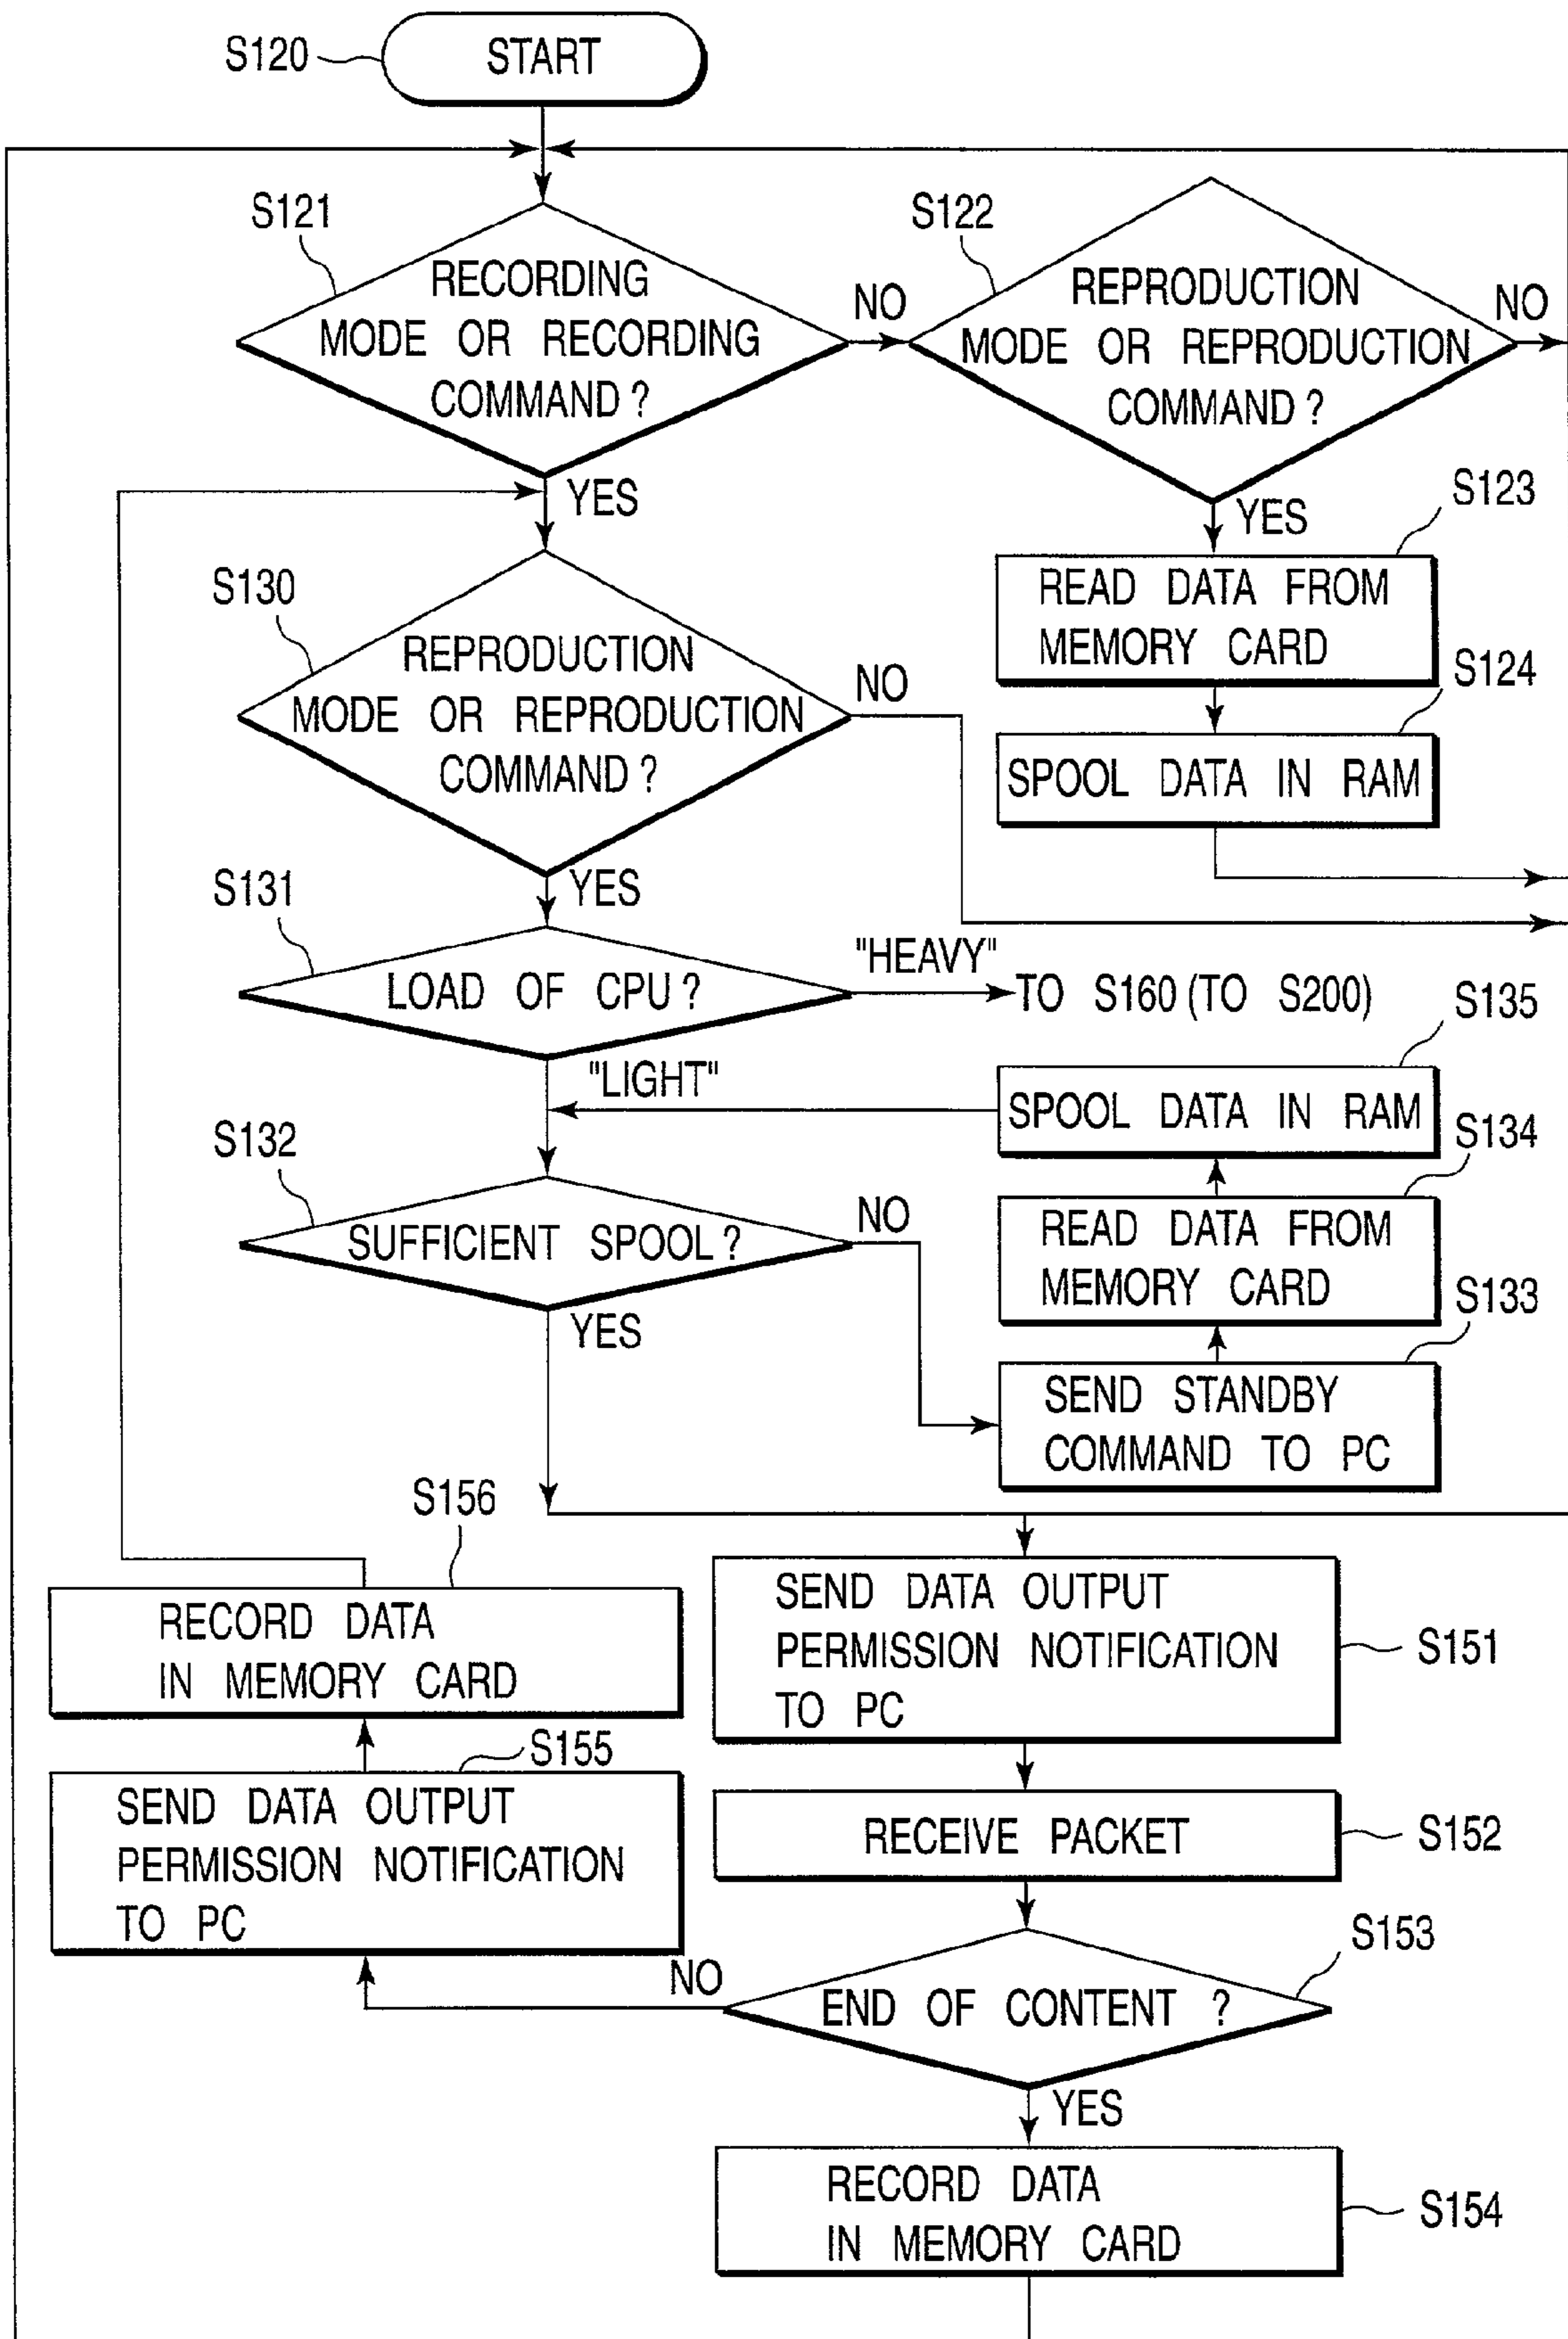 S120
START
S121
RECORDING
MODE OR RECORDING
COMMAND?
NO
S122
REPRODUCTION
MODE OR REPRODUCTION
COMMAND?
NO
YES
YES
S123
READ DATA FROM
MEMORY CARD
S124
SPOOL DATA IN RAM
S130
REPRODUCTION
MODE OR REPRODUCTION
COMMAND?
NO
YES
S131
LOAD OF CPU?
"HEAVY"
TO S160 (TO S200)
"LIGHT"
S135
SPOOL DATA IN RAM
S132
SUFFICIENT SPOOL?
NO
YES
S134
READ DATA FROM
MEMORY CARD
S133
SEND STANDBY
COMMAND TO PC
S156
RECORD DATA
IN MEMORY CARD
SEND DATA OUTPUT
PERMISSION NOTIFICATION
TO PC
S151
S155
SEND DATA OUTPUT
PERMISSION NOTIFICATION
TO PC
RECEIVE PACKET
S152
S153
NO
END OF CONTENT ?
YES
RECORD DATA
IN MEMORY CARD
S154